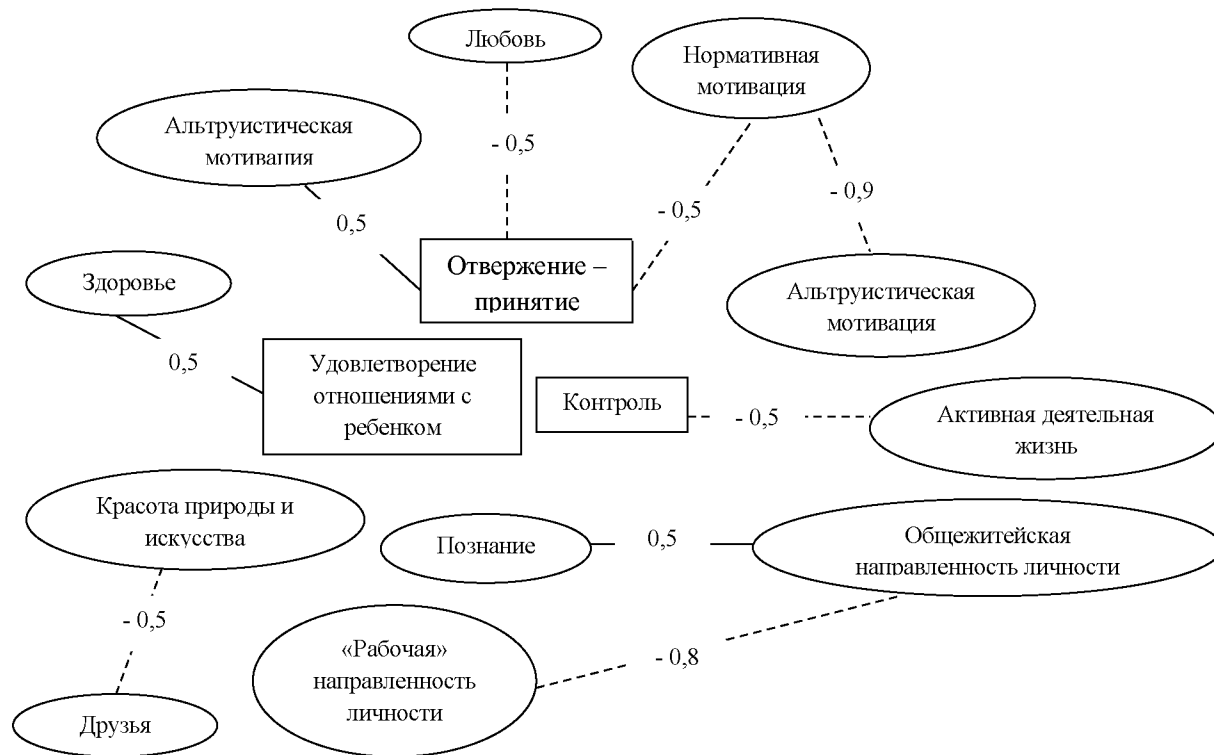 Любовь
Нормативная
мотивация
Альтруистическая
мотивация
- 0,5
- 0,9
- 0,5
0,5
Отвержение –
принятие
Здоровье
Альтруистическая
мотивация
0,5
Удовлетворение
отношениями с
ребенком
Контроль
- 0,5
Активная деятельная
жизнь
Красота природы и
искусства
Познание
0,5
Общежитейская
направленность личности
- 0,5
«Рабочая»
направленность
личности
- 0,8
Друзья